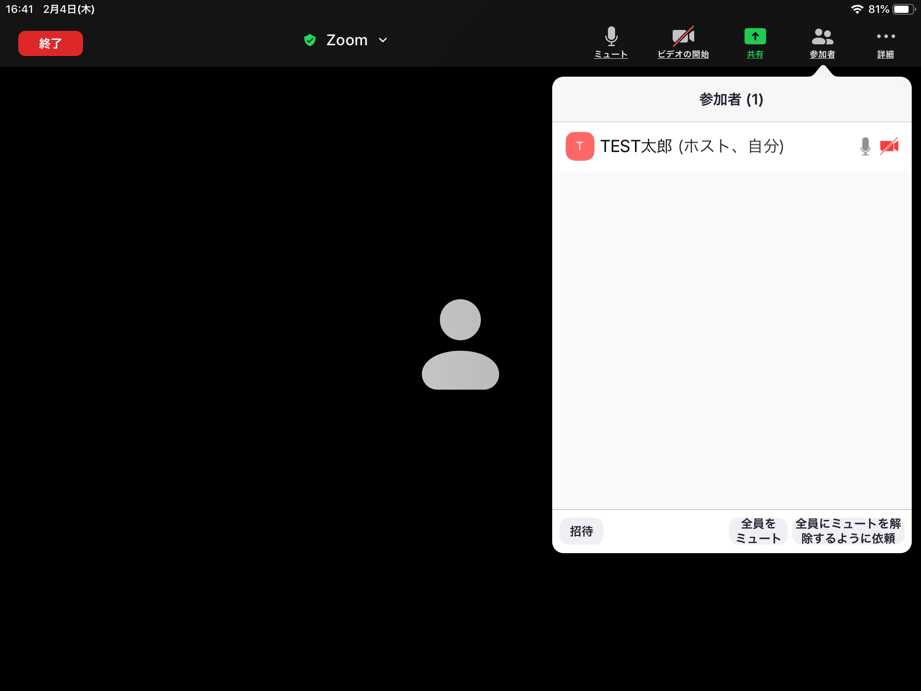 16:41 2月4日(木)
81%
終了
Zoom
ミュート
ビデオの開始
共有
参加者
詳細
参加者 (1)
T
TEST太郎 (ホスト、自分)
招待
全員を
ミュート
全員にミュートを解
除するように依頼